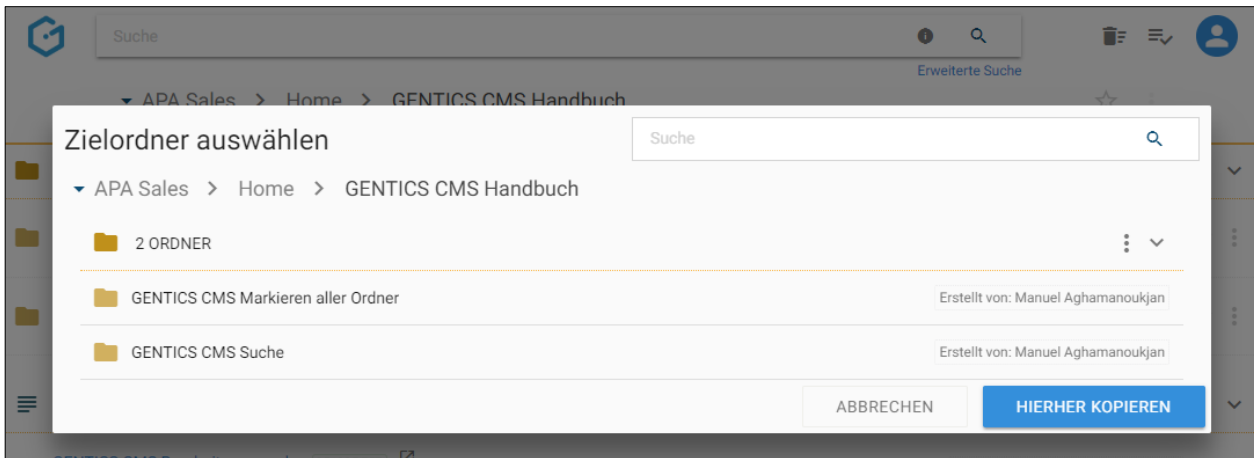 Suche
Erweiterte Suche
APA Sales > Home > GENTICS CMS Handbuch
Zielordner auswählen
Suche
APA Sales > Home > GENTICS CMS Handbuch
2 ORDNER
GENTICS CMS Markieren aller Ordner
Erstellt von: Manuel Aghamanoukjan
GENTICS CMS Suche
Erstellt von: Manuel Aghamanoukjan
ABBRECHEN
HIERHER KOPIEREN